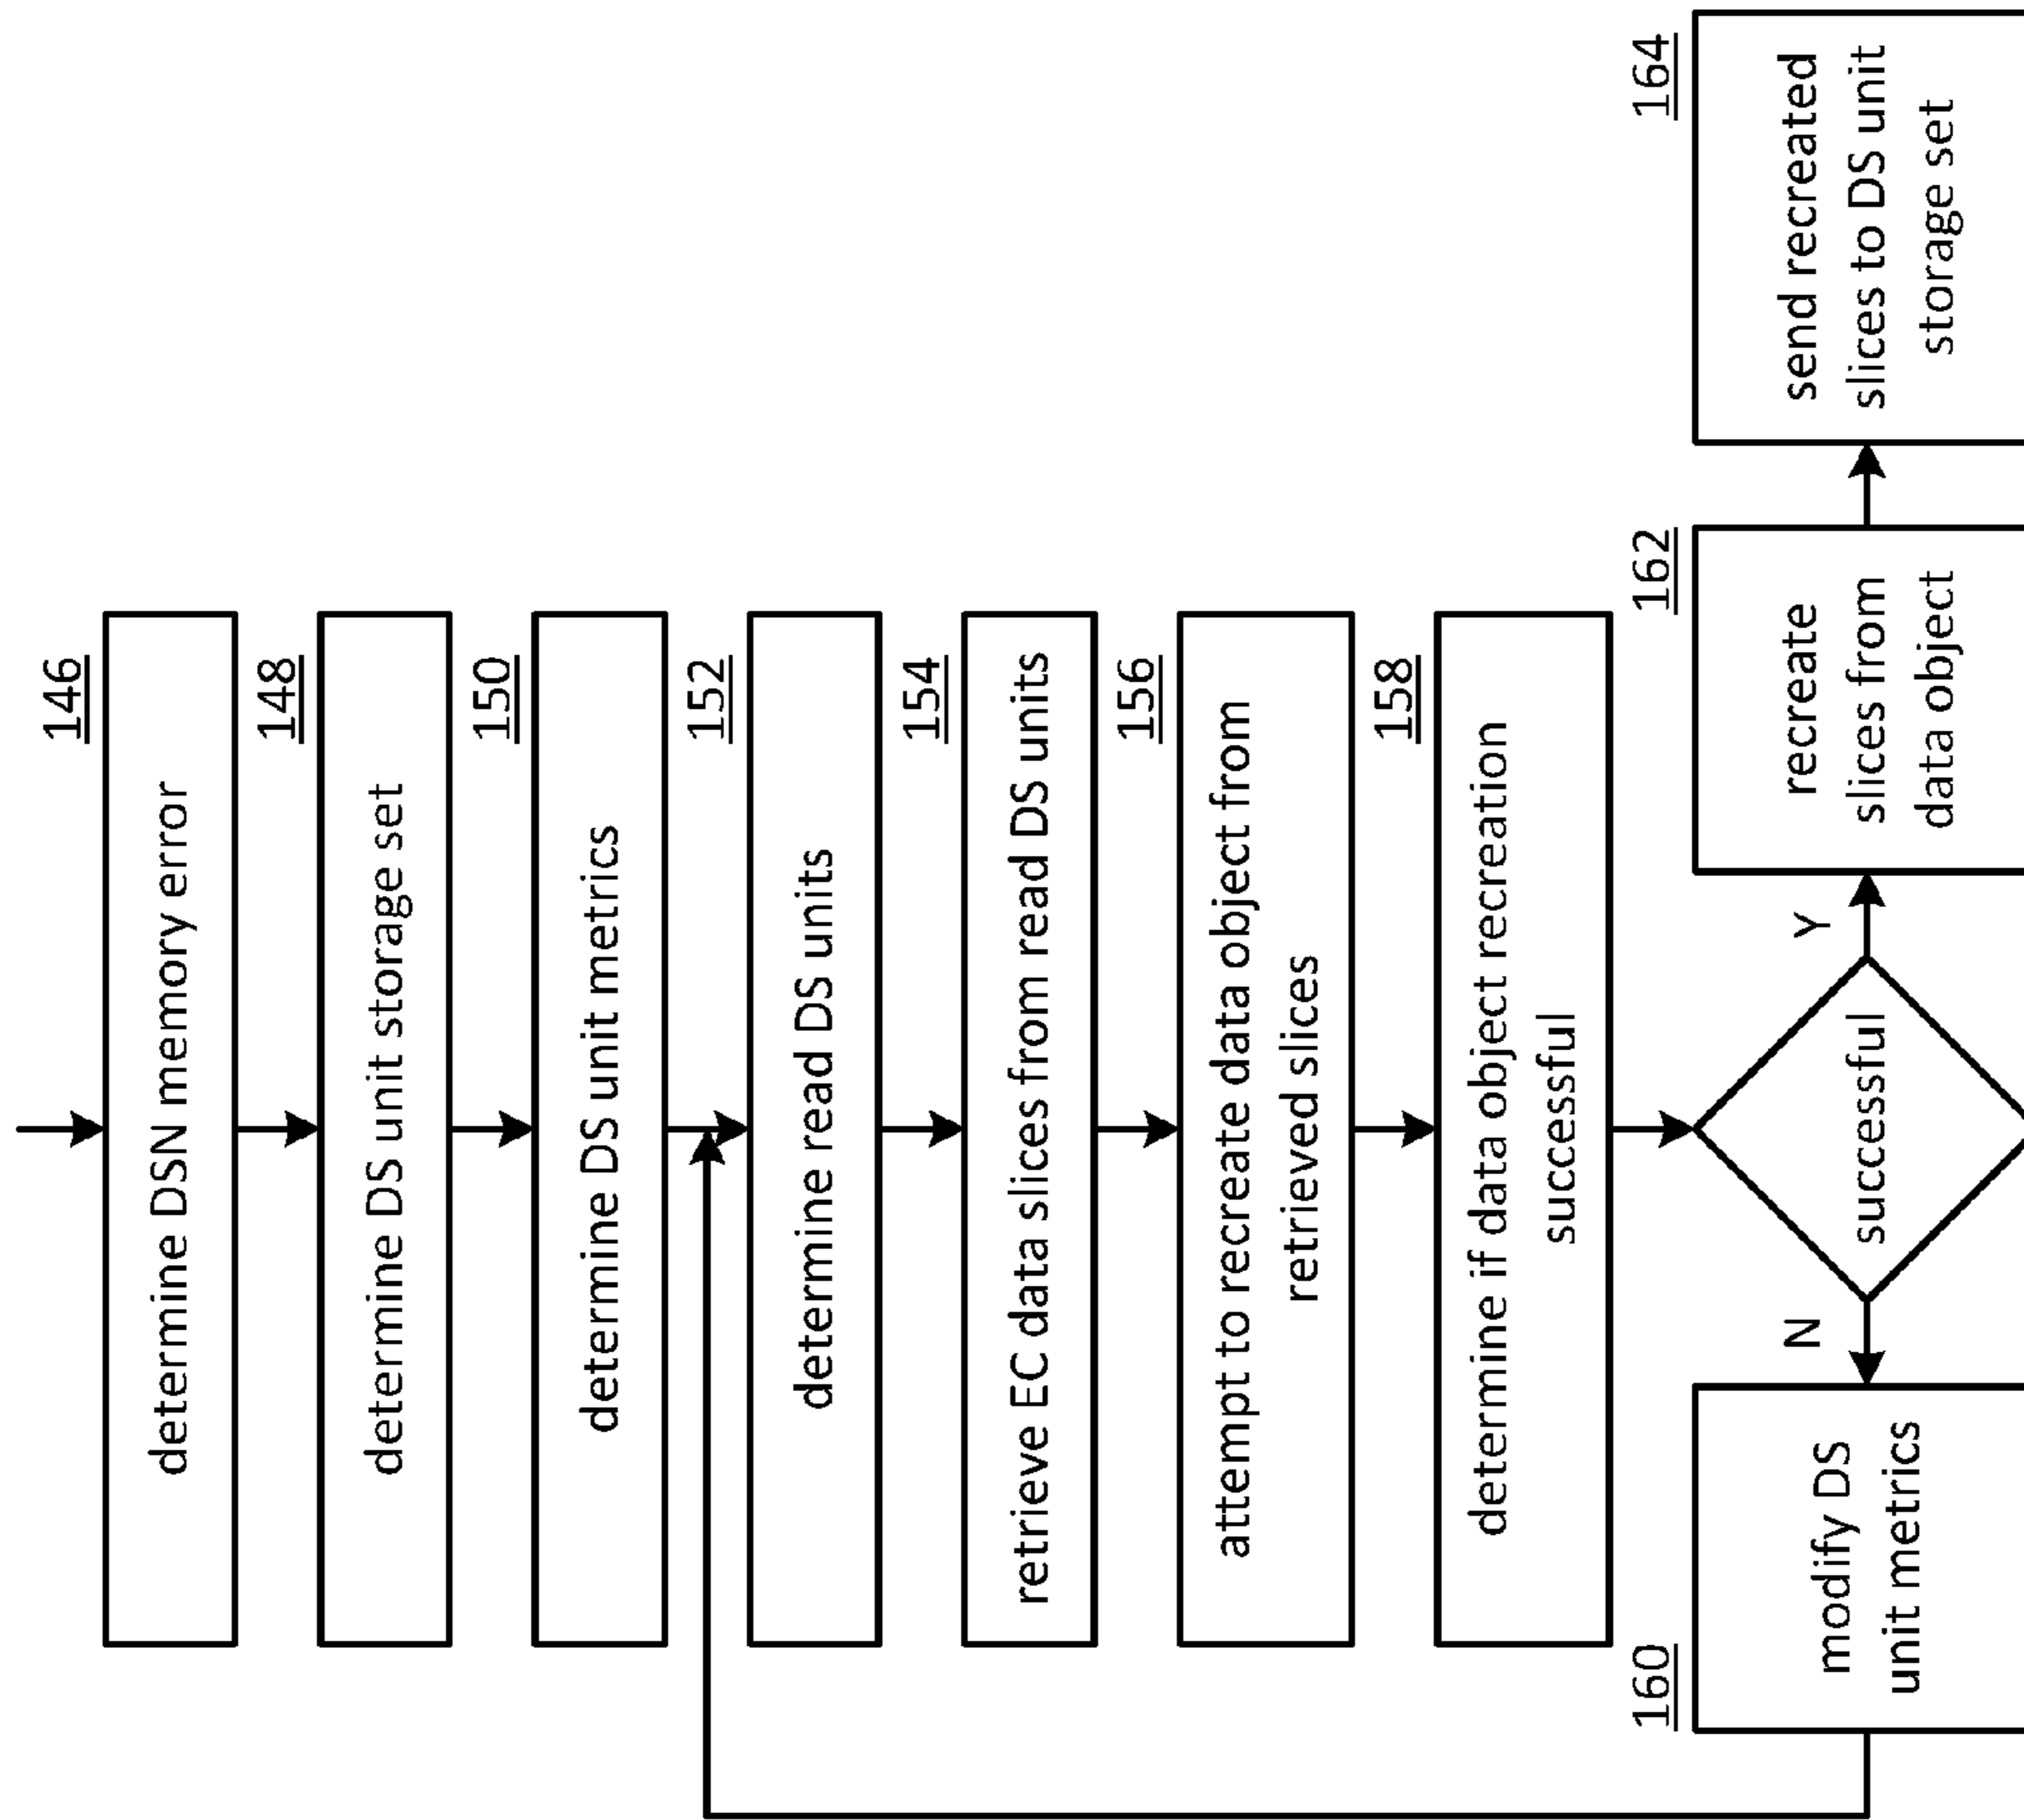 146
determine DSN memory error
148
determine DS unit storage set
150
determine DS unit metrics
152
determine read DS units
154
retrieve EC data slices from read DS units
156
attempt to recreate data object from
retrieved slices
158
determine if data object recreation
successful
successful
N
Y
160
modify DS
unit metrics
162
recreate
slices from
data object
164
send recreated
slices to DS unit
storage set